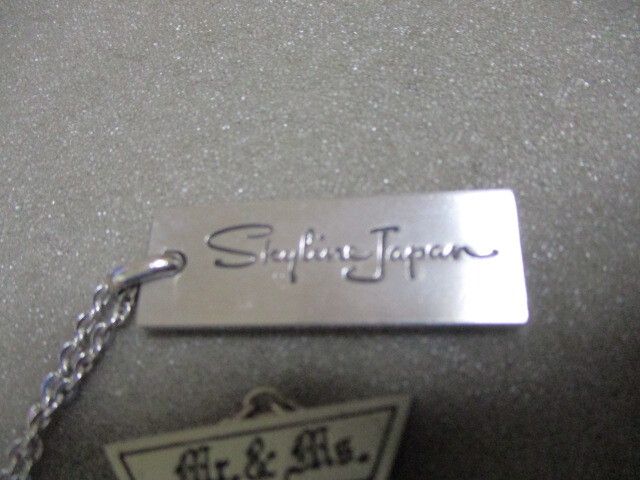 Skyline Japan
Mr. & Ms.